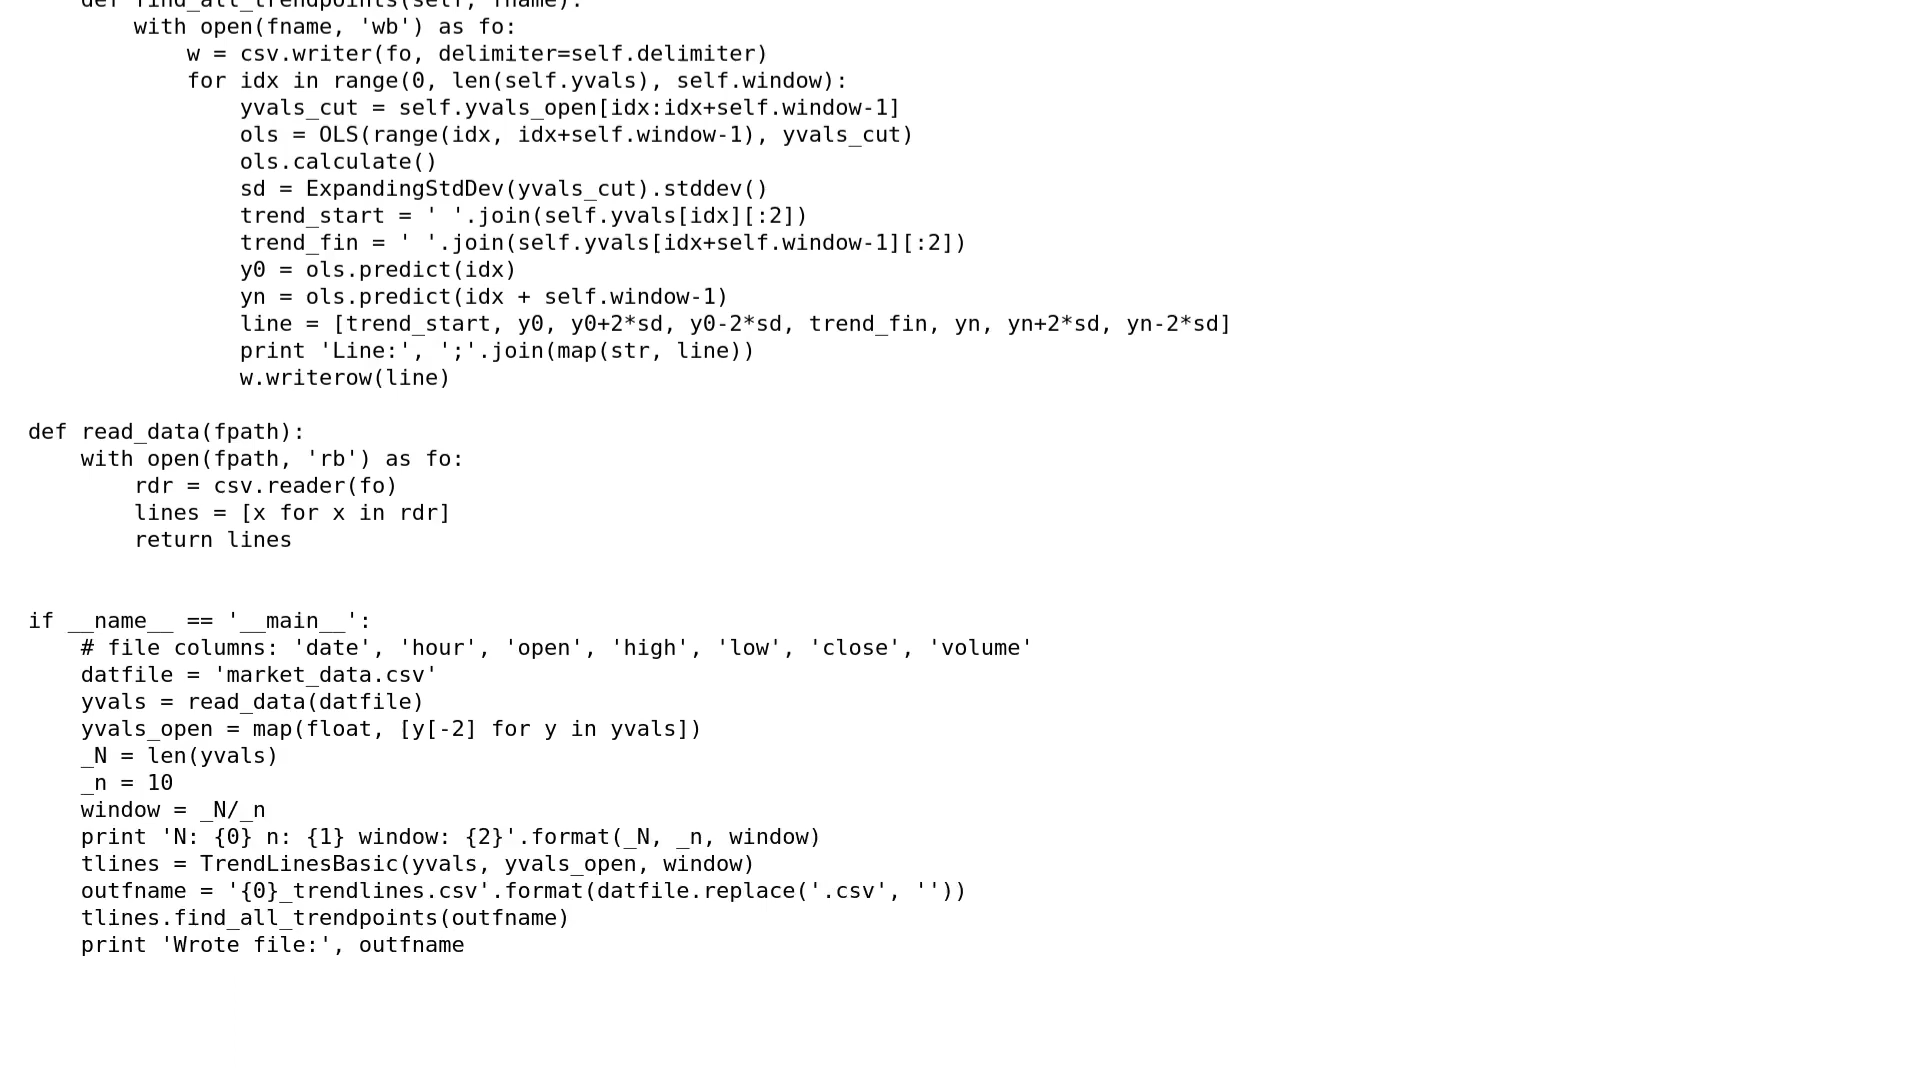 def find_all_trendpoints(self, fname):
        with open(fname, 'wb') as fo:
            w = csv.writer(fo, delimiter=self.delimiter)
            for idx in range(0, len(self.yvals), self.window):
                yvals_cut = self.yvals_open[idx:idx+self.window-1]
                ols = OLS(range(idx, idx+self.window-1), yvals_cut)
                ols.calculate()
                sd = ExpandingStdDev(yvals_cut).stddev()
                trend_start = ' '.join(self.yvals[idx][:2])
                trend_fin = ' '.join(self.yvals[idx+self.window-1][:2])
                y0 = ols.predict(idx)
                yn = ols.predict(idx + self.window-1)
                line = [trend_start, y0, y0+2*sd, y0-2*sd, trend_fin, yn, yn+2*sd, yn-2*sd]
                print 'Line:', ';'.join(map(str, line))
                w.writerow(line)

def read_data(fpath):
    with open(fpath, 'rb') as fo:
        rdr = csv.reader(fo)
        lines = [x for x in rdr]
        return lines


if __name__ == '__main__':
    # file columns: 'date', 'hour', 'open', 'high', 'low', 'close', 'volume'
    datfile = 'market_data.csv'
    yvals = read_data(datfile)
    yvals_open = map(float, [y[-2] for y in yvals])
    _N = len(yvals)
    _n = 10
    window = _N/_n
    print 'N: {0} n: {1} window: {2}'.format(_N, _n, window)
    tlines = TrendLinesBasic(yvals, yvals_open, window)
    outfname = '{0}_trendlines.csv'.format(datfile.replace('.csv', ''))
    tlines.find_all_trendpoints(outfname)
    print 'Wrote file:', outfname